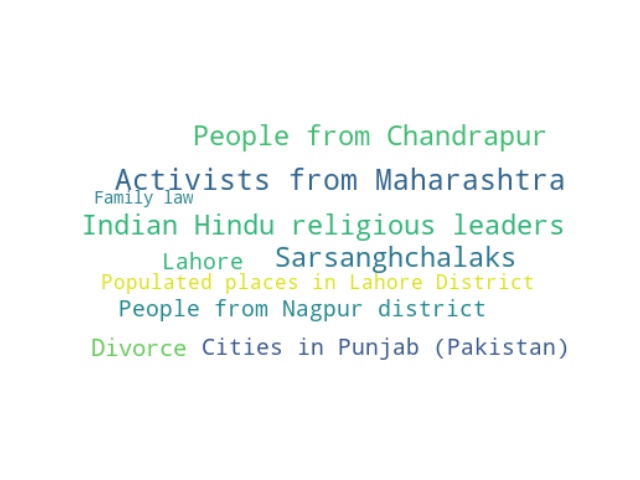 People from Chandrapur
Activists from Maharashtra
Family law
Indian Hindu religious leaders
Lahore Sarsanghchalaks
Populated places in Lahore District
People from Nagpur district
Divorce Cities in Punjab (Pakistan)